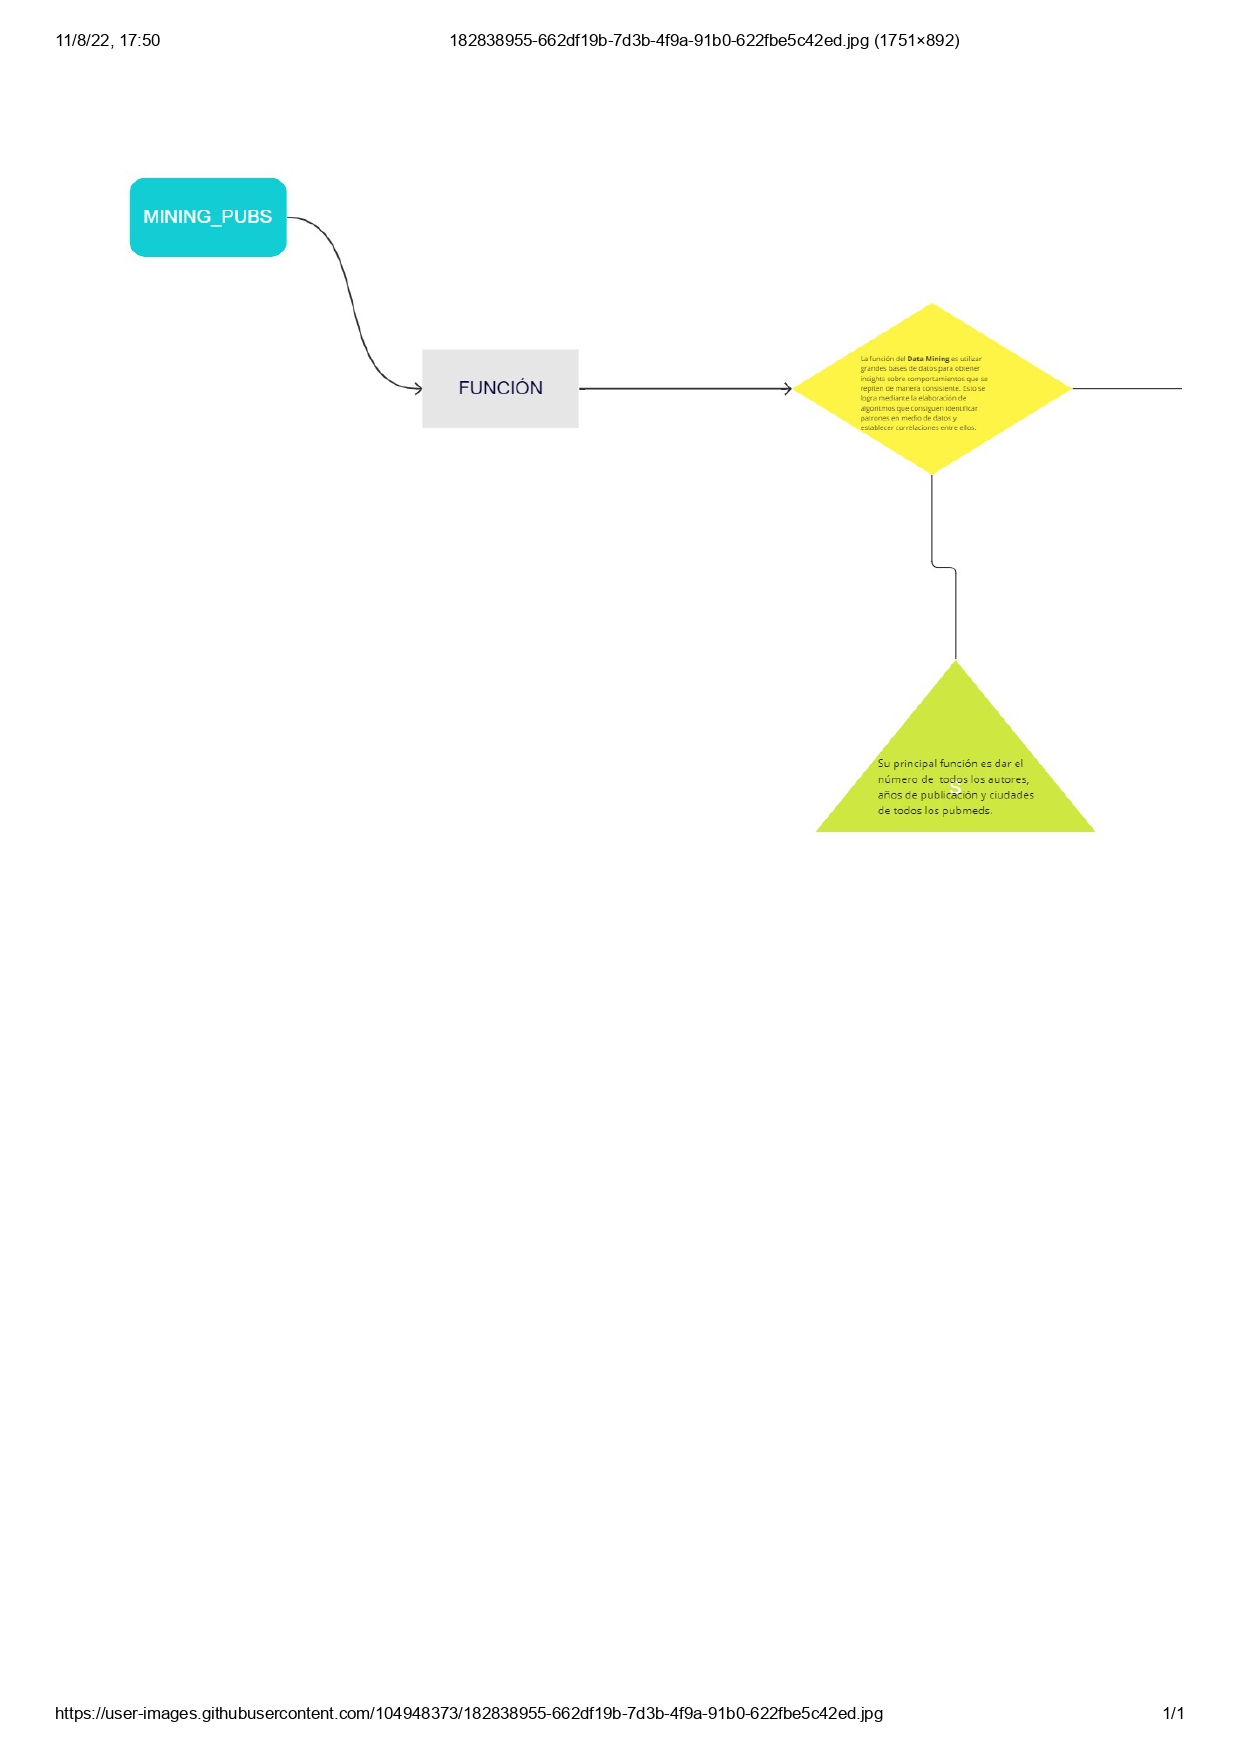 11/8/22, 17:50
182838955-662df19b-7d3b-4f9a-91b0-622fbe5c42ed.jpg (1751×892)
MINING_PUBS
FUNCIÓN
La función del Data Mining es utilizar
grandes bases de datos para obtener
insights sobre comportamientos que se
repiten de manera consistente. Esto se
logra mediante la elaboración de
algoritmos que consiguen identificar
patrones en medio de datos y
establecer correlaciones entre ellos.
Su principal función es dar el
número de todos los autores,
S
años de publicación y ciudades
de todos los pubmeds.
https://user-images.githubusercontent.com/104948373/182838955-662df19b-7d3b-4f9a-91b0-622fbe5c42ed.jpg
1/1